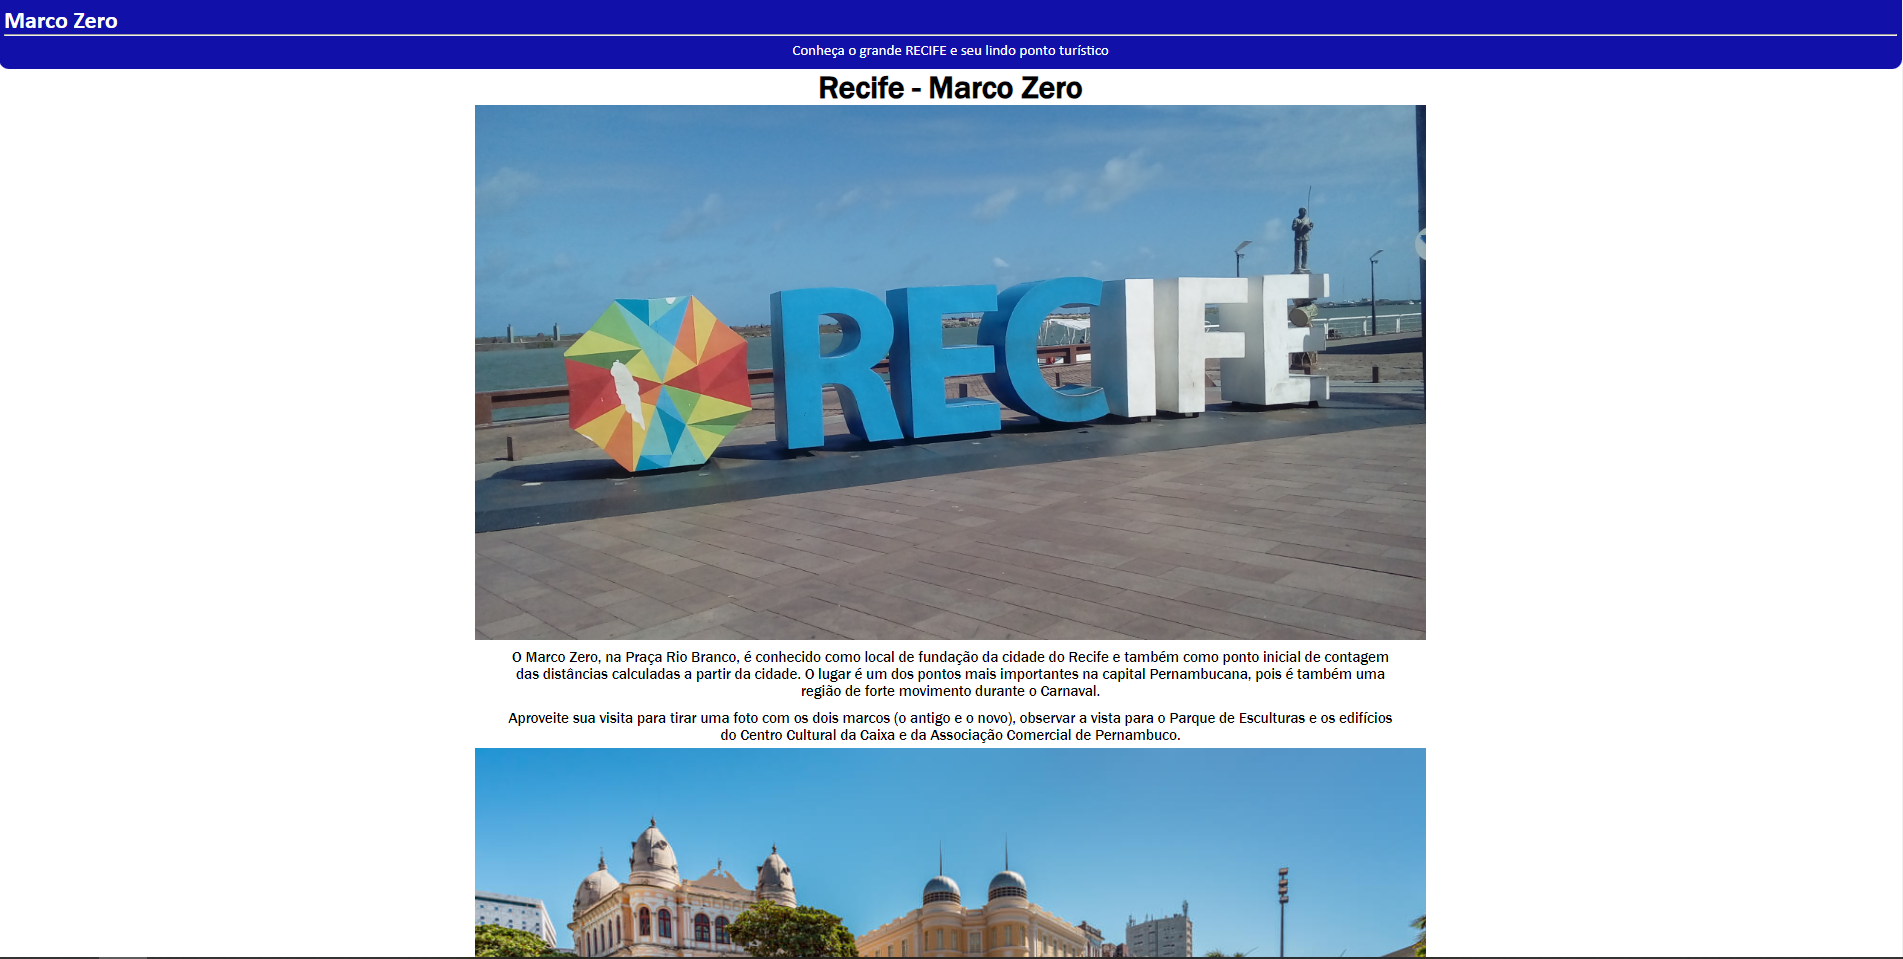 Marco Zero
Conheça o grande RECIFE e seu lindo ponto turístico
Recife - Marco Zero
RECIFE
O Marco Zero, na Praça Rio Branco, é conhecido como local de fundação da cidade do Recife e também como ponto inicial de contagem
das distâncias calculadas a partir da cidade. O lugar é um dos pontos mais importantes na capital Pernambucana, pois é também uma
região de forte movimento durante o Carnaval.
Aproveite sua visita para tirar uma foto com os dois marcos (o antigo e o novo), observar a vista para o Parque de Esculturas e os edifícios
do Centro Cultural da Caixa e da Associação Comercial de Pernambuco.